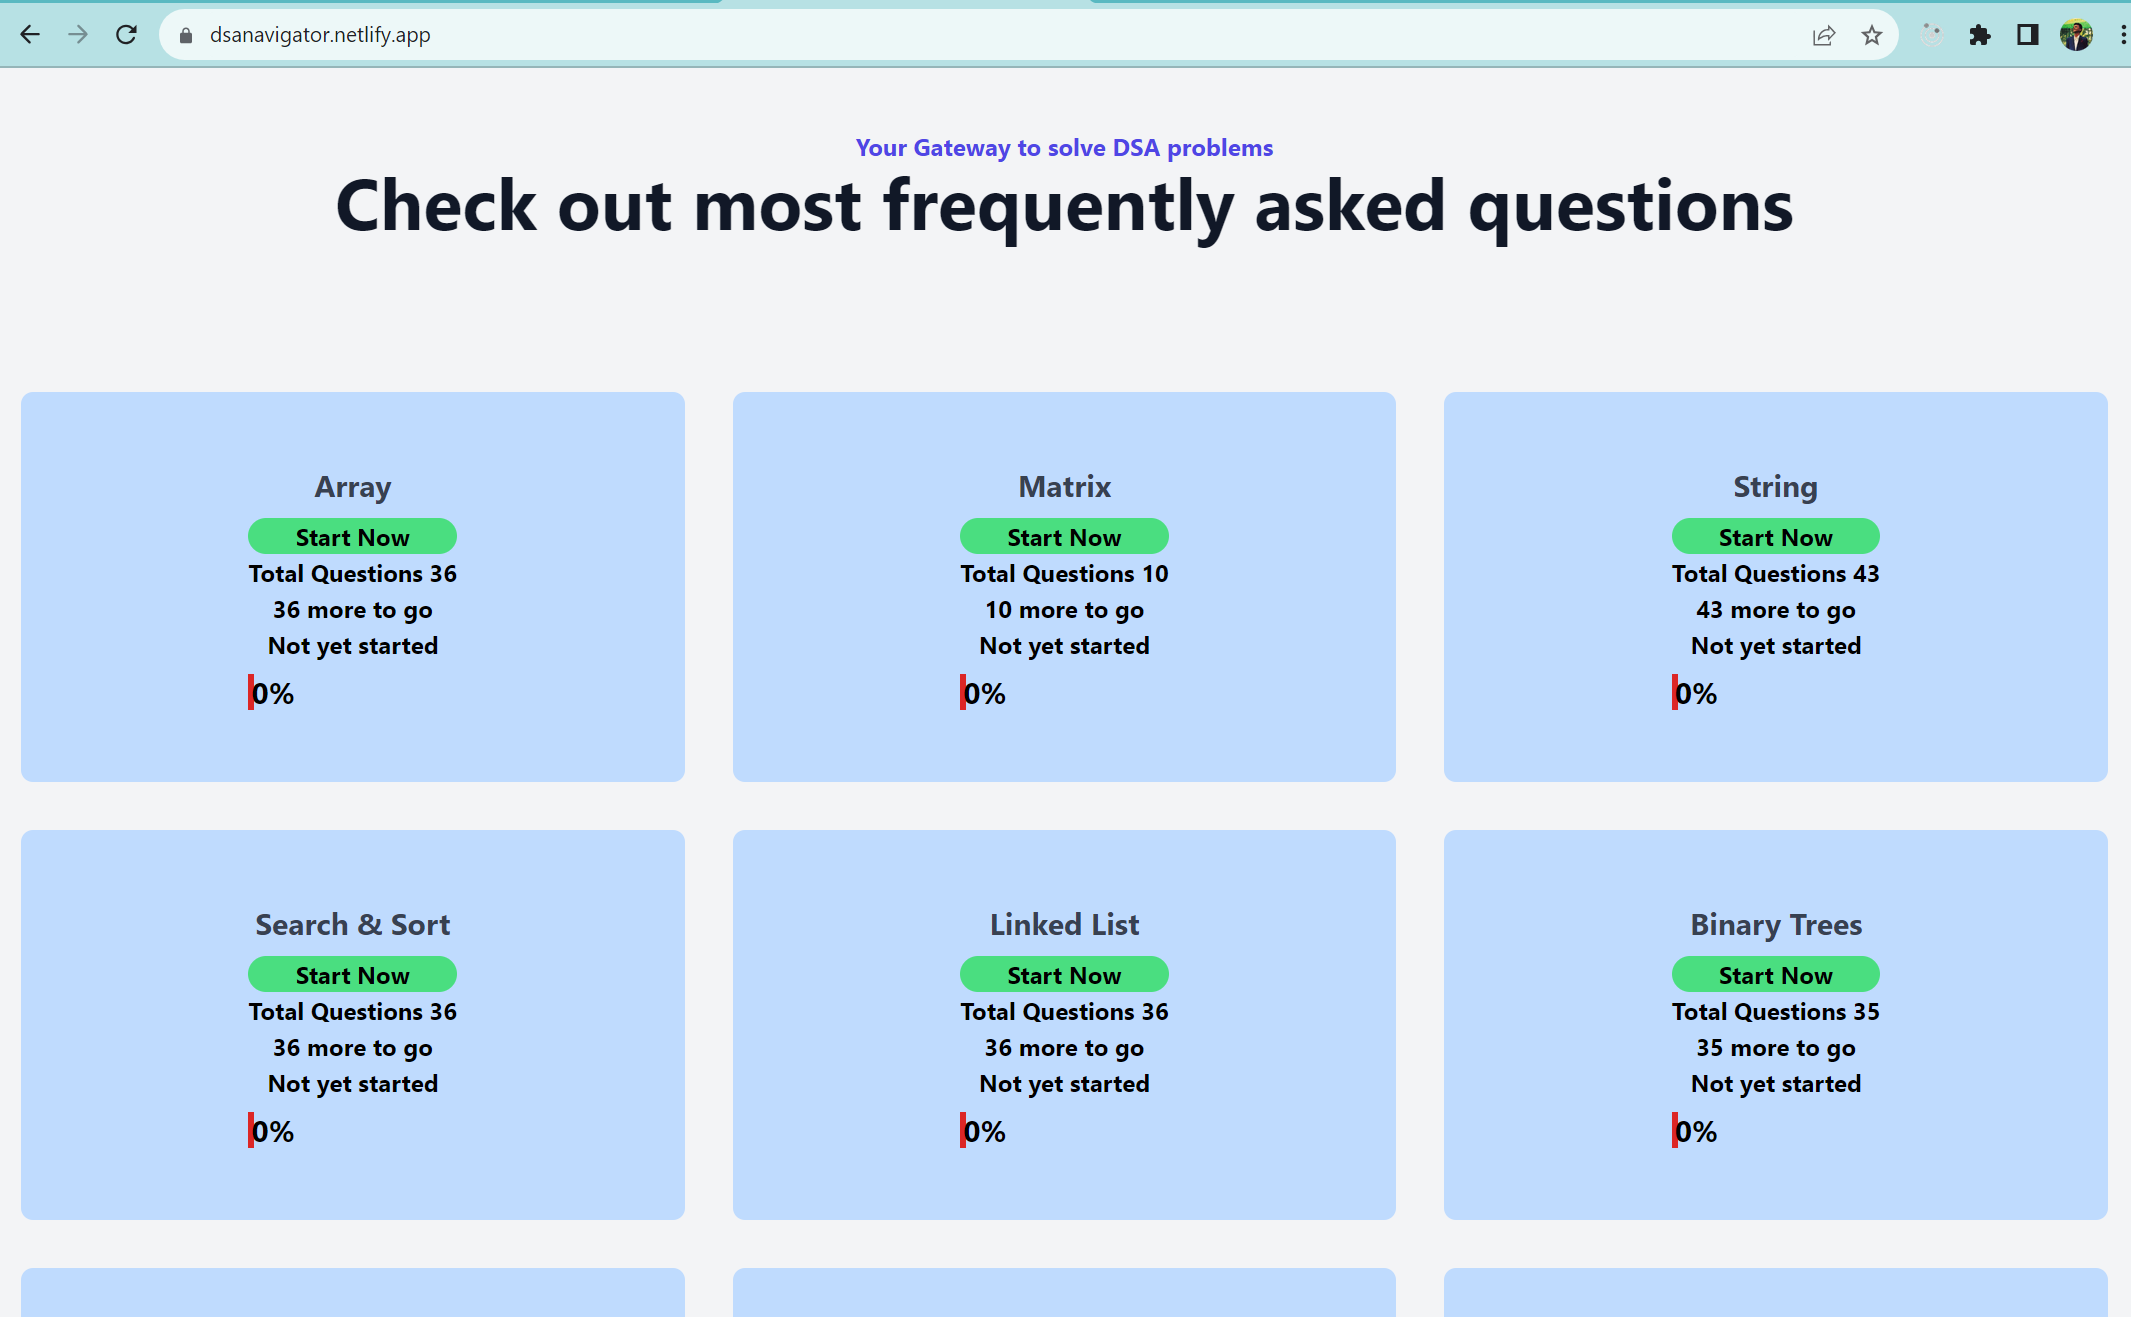 dsanavigator.netlify.app
Your Gateway to solve DSA problems
Check out most frequently asked questions
Array
Start Now
Total Questions 36
36 more to go
Not yet started
0%
Matrix
Start Now
Total Questions 10
10 more to go
Not yet started
0%
String
Start Now
Total Questions 43
43 more to go
Not yet started
0%
Search & Sort
Start Now
Total Questions 36
36 more to go
Not yet started
0%
Linked List
Start Now
Total Questions 36
36 more to go
Not yet started
0%
Binary Trees
Start Now
Total Questions 35
35 more to go
Not yet started
0%